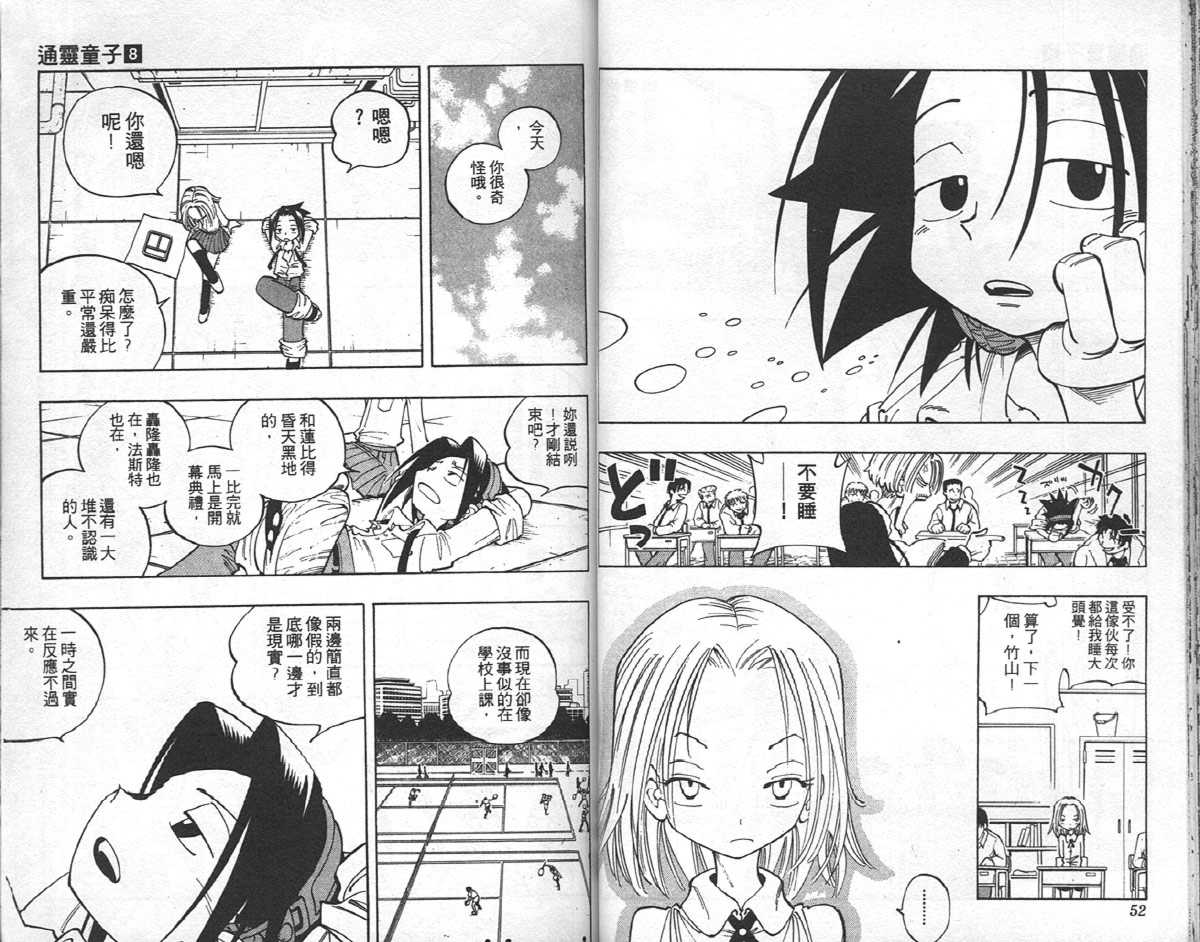 ど
っ
不要睡
！
受不了！你
這傢伙每次
都給我睡大
頭覺！
算了，下一
個，竹山！
…………
52
通靈童子 8
今天
，
你很奇
怪哦。
嗯嗯
？
你還嗯
呢！
怎麼了？
痴呆得比
平常還嚴
重。
妳還說咧
！才剛結
束吧？
和蓮比得
昏天黑地
的，
一比完就
馬上是開
幕典禮，
轟隆轟隆也
在，法斯特
也在，
還有一大
堆不認識
的人。
而現在卻像
沒事似的在
學校上課，
兩邊簡直都
像假的，到
底哪一邊才
是現實？
一時之間實
在反應不過
來。